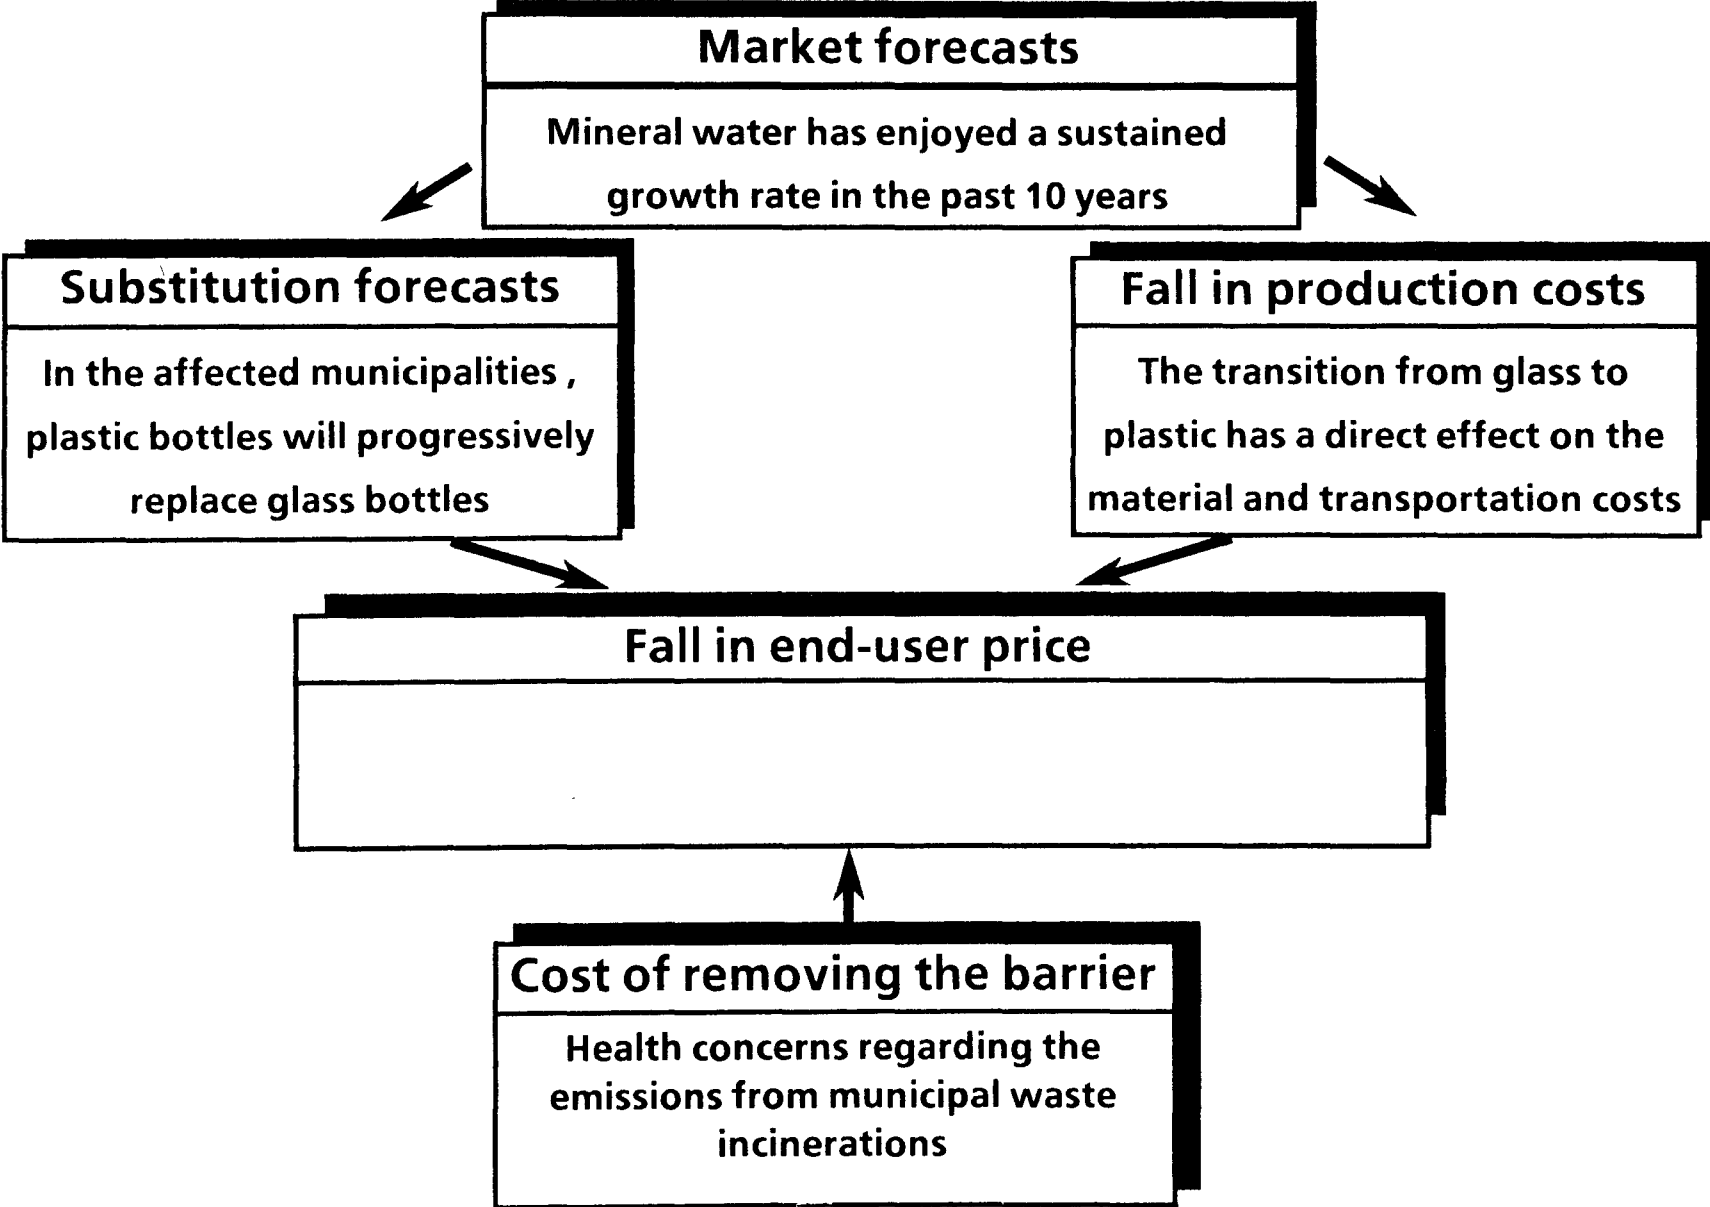 Market forecasts
Mineral water has enjoyed a sustained
growth rate in the past 10 years
Substitution forecasts
In the affected municipalities ,
plastic bottles will progressively
replace glass bottles
Fall in production costs
The transition from glass to
plastic has a direct effect on the
material and transportation costs
Fall in end-user price
Cost of removing the barrier
Health concerns regarding the
emissions from municipal waste
incinerations